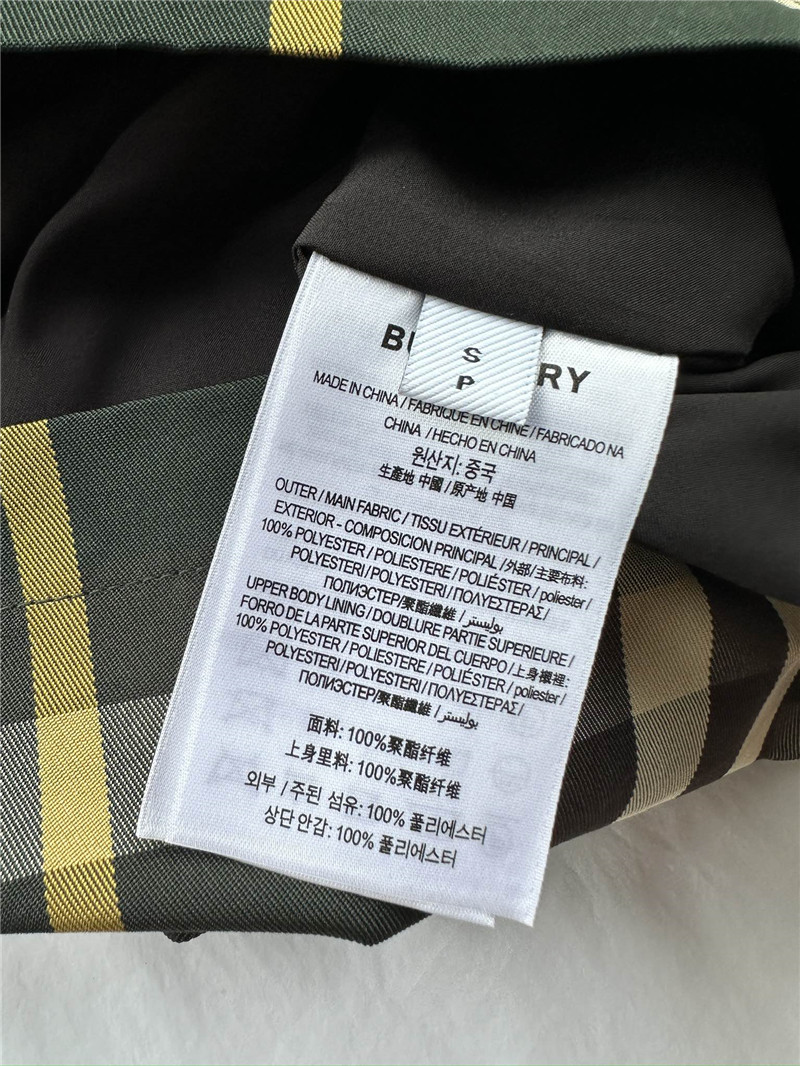 S
P
BU RY
MADE IN CHINA / FABRIQUÉ EN CHINE / FABRICADO NA
CHINA / HECHO EN CHINA
원산지: 중국
生產地 中國 / 原产地 中国
OUTER / MAIN FABRIC / TISSU EXTÉRIEUR / PRINCIPAL /
EXTERIOR - COMPOSICION PRINCIPAL /外部/主要布料:
100% POLYESTER / POLIESTERE / POLIÉSTER / poliester /
POLYESTERI/POLYESTERI /ΠΟΛΥΕΣΤΕΡΑΣ/
ПОЛИЭСТЕР/聚酯纖維 /بوليستر/
UPPER BODY LINING / DOUBLURE PARTIE SUPERIEURE /
FORRO DE LA PARTE SUPERIOR DEL CUERPO /上身襯裡:
100% POLYESTER / POLIESTERE / POLIÉSTER / poliester /
POLYESTERI/POLYESTERI /ΠΟΛΥΕΣΤΕΡΑΣ/
ПОЛИЭСТЕР/聚酯纖維 /بوليستر/
面料: 100%聚酯纤维
上身里料: 100%聚酯纤维
외부 / 주된 섬유: 100% 폴리에스터
상단 안감: 100% 폴리에스터